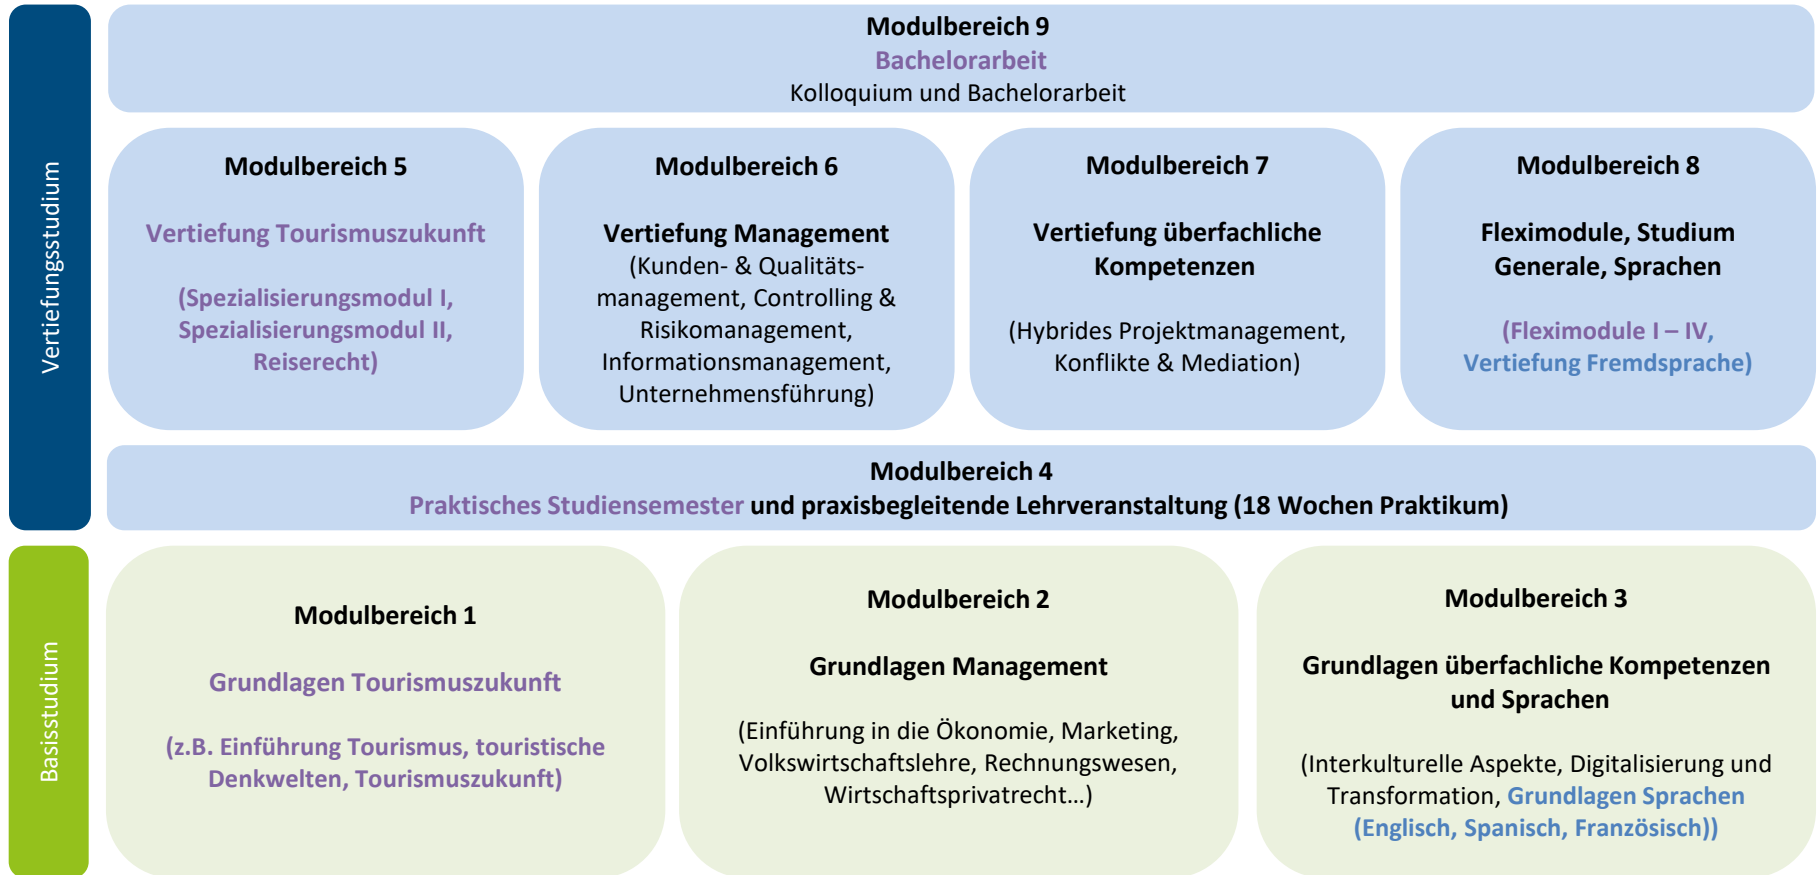 Vertiefungsstudium
Modulbereich 9
Bachelorarbeit
Kolloquium und Bachelorarbeit
Modulbereich 5
Vertiefung Tourismuszukunft
(Spezialisierungsmodul I,
Spezialisierungsmodul II,
Reiserecht)
Modulbereich 6
Vertiefung Management
(Kunden- & Qualitäts-
management, Controlling &
Risikomanagement,
Informationsmanagement,
Unternehmensführung)
Modulbereich 7
Vertiefung überfachliche
Kompetenzen
(Hybrides Projektmanagement,
Konflikte & Mediation)
Modulbereich 8
Fleximodule, Studium
Generale, Sprachen
(Fleximodule I – IV,
Vertiefung Fremdsprache)
Modulbereich 4
Praktisches Studiensemester und praxisbegleitende Lehrveranstaltung (18 Wochen Praktikum)
Basisstudium
Modulbereich 1
Grundlagen Tourismuszukunft
(z.B. Einführung Tourismus, touristische
Denkwelten, Tourismuszukunft)
Modulbereich 2
Grundlagen Management
(Einführung in die Ökonomie, Marketing,
Volkswirtschaftslehre, Rechnungswesen,
Wirtschaftsprivatrecht…)
Modulbereich 3
Grundlagen überfachliche Kompetenzen
und Sprachen
(Interkulturelle Aspekte, Digitalisierung und
Transformation, Grundlagen Sprachen
(Englisch, Spanisch, Französisch))